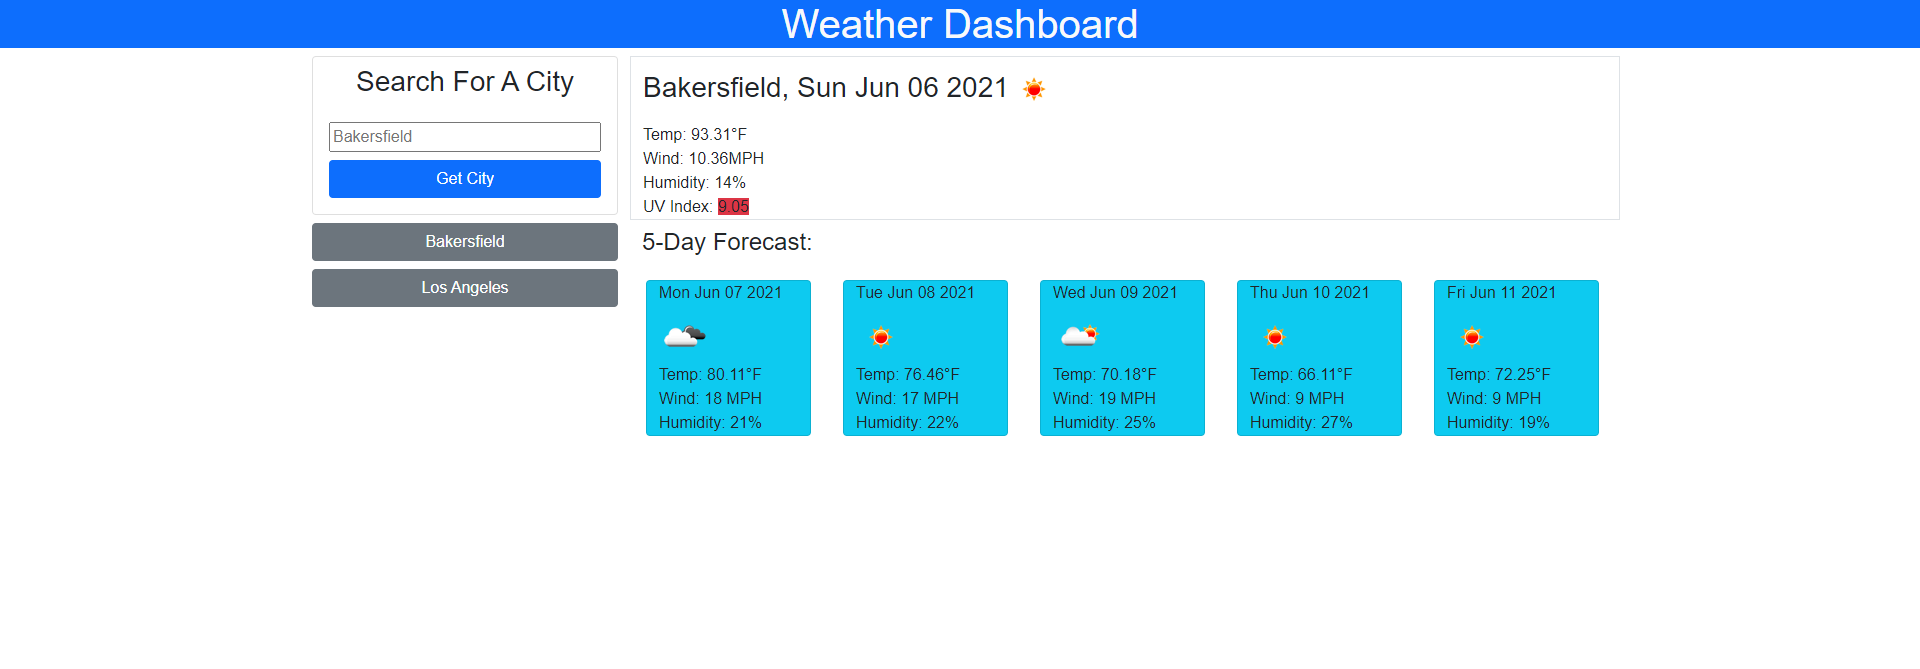 Weather Dashboard
Search For A City
Bakersfield
Get City
Bakersfield
Los Angeles
Bakersfield, Sun Jun 06 2021
Temp: 93.31°F
Wind: 10.36MPH
Humidity: 14%
UV Index: 9.05
5-Day Forecast:
Mon Jun 07 2021
Temp: 80.11°F
Wind: 18 MPH
Humidity: 21%
Tue Jun 08 2021
Temp: 76.46°F
Wind: 17 MPH
Humidity: 22%
Wed Jun 09 2021
Temp: 70.18°F
Wind: 19 MPH
Humidity: 25%
Thu Jun 10 2021
Temp: 66.11°F
Wind: 9 MPH
Humidity: 27%
Fri Jun 11 2021
Temp: 72.25°F
Wind: 9 MPH
Humidity: 19%